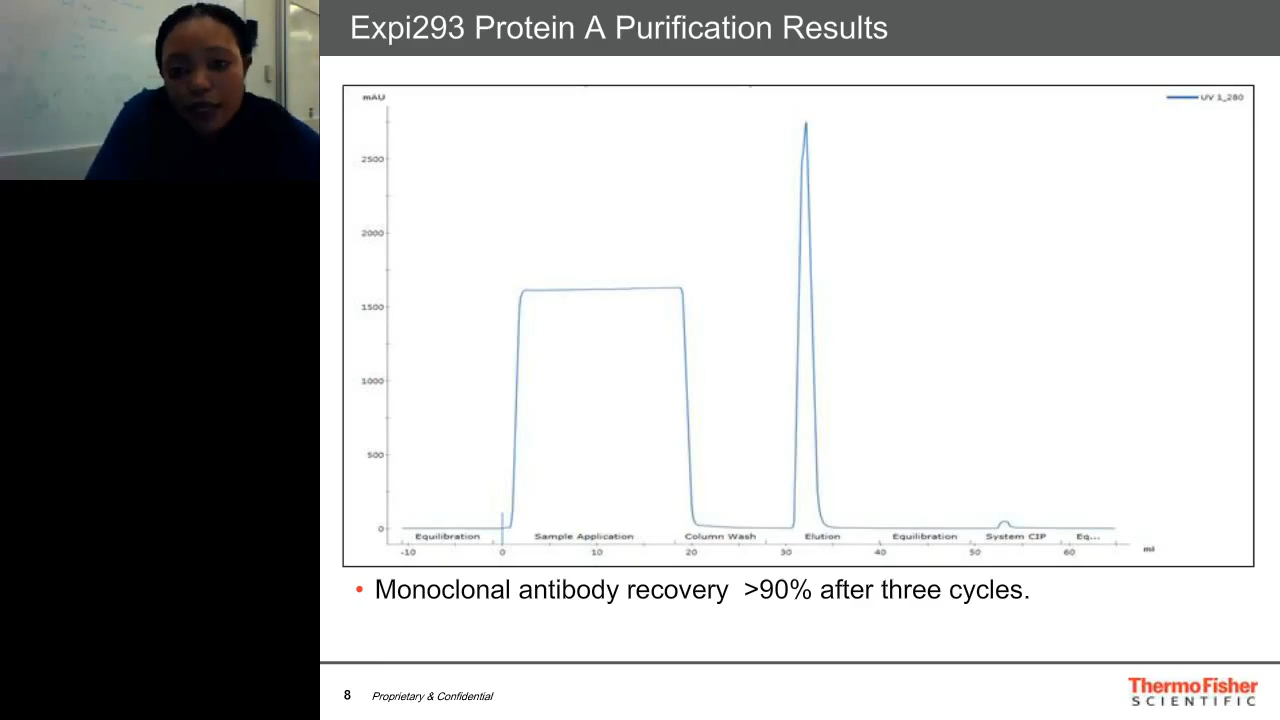 Expi293 Protein A Purification Results
mAU
UV 1_280
2500
2000
1500
1000
500
0
Equilibration Sample Application Column Wash Elution Equilibration System CIP Eq...
-10 0 10 20 30 40 50 60 ml
• Monoclonal antibody recovery >90% after three cycles.
8 Proprietary & Confidential
ThermoFisher
SCIENTIFIC